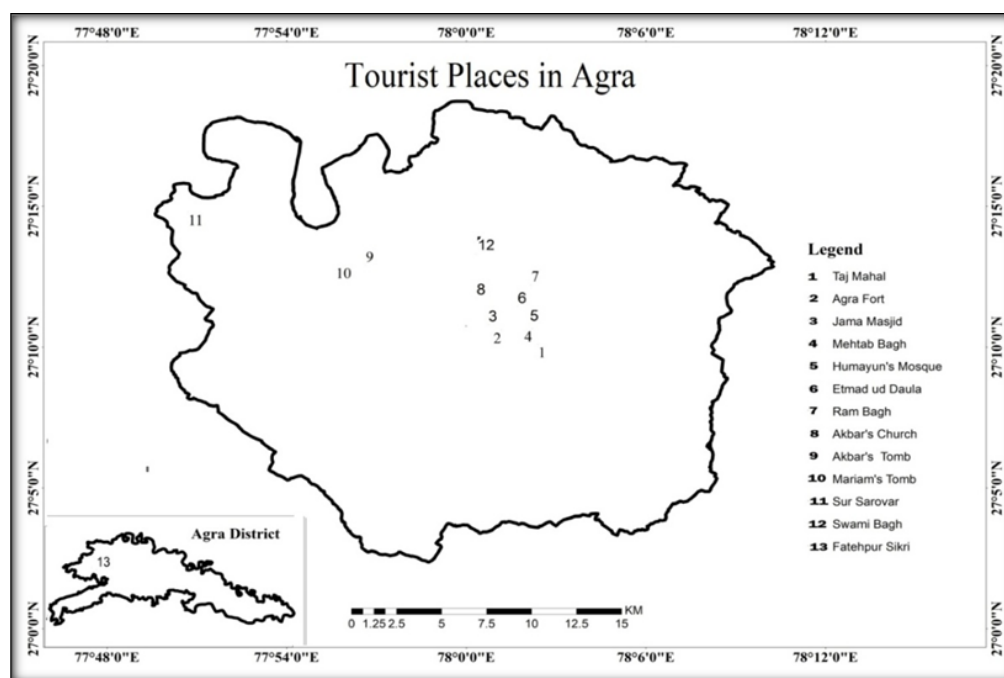 77°48'0"E 77°54'0"E 78°0'0"E 78°6'0"E 78°12'0"E
27°20'0"N 27°20'0"N
Tourist Places in Agra
27°15'0"N 27°15'0"N
11
12
9
10
7
8
6
3 5
2 4
1
27°10'0"N 27°10'0"N
Legend
1 Taj Mahal
2 Agra Fort
3 Jama Masjid
4 Mehtab Bagh
5 Humayun's Mosque
6 Etmad ud Daula
7 Ram Bagh
8 Akbar's Church
9 Akbar's Tomb
10 Mariam's Tomb
11 Sur Sarovar
12 Swami Bagh
13 Fatehpur Sikri
27°5'0"N 27°5'0"N
Agra District
13
KM
0 1.25 2.5 5 7.5 10 12.5 15
27°0'0"N 27°0'0"N
77°48'0"E 77°54'0"E 78°0'0"E 78°6'0"E 78°12'0"E